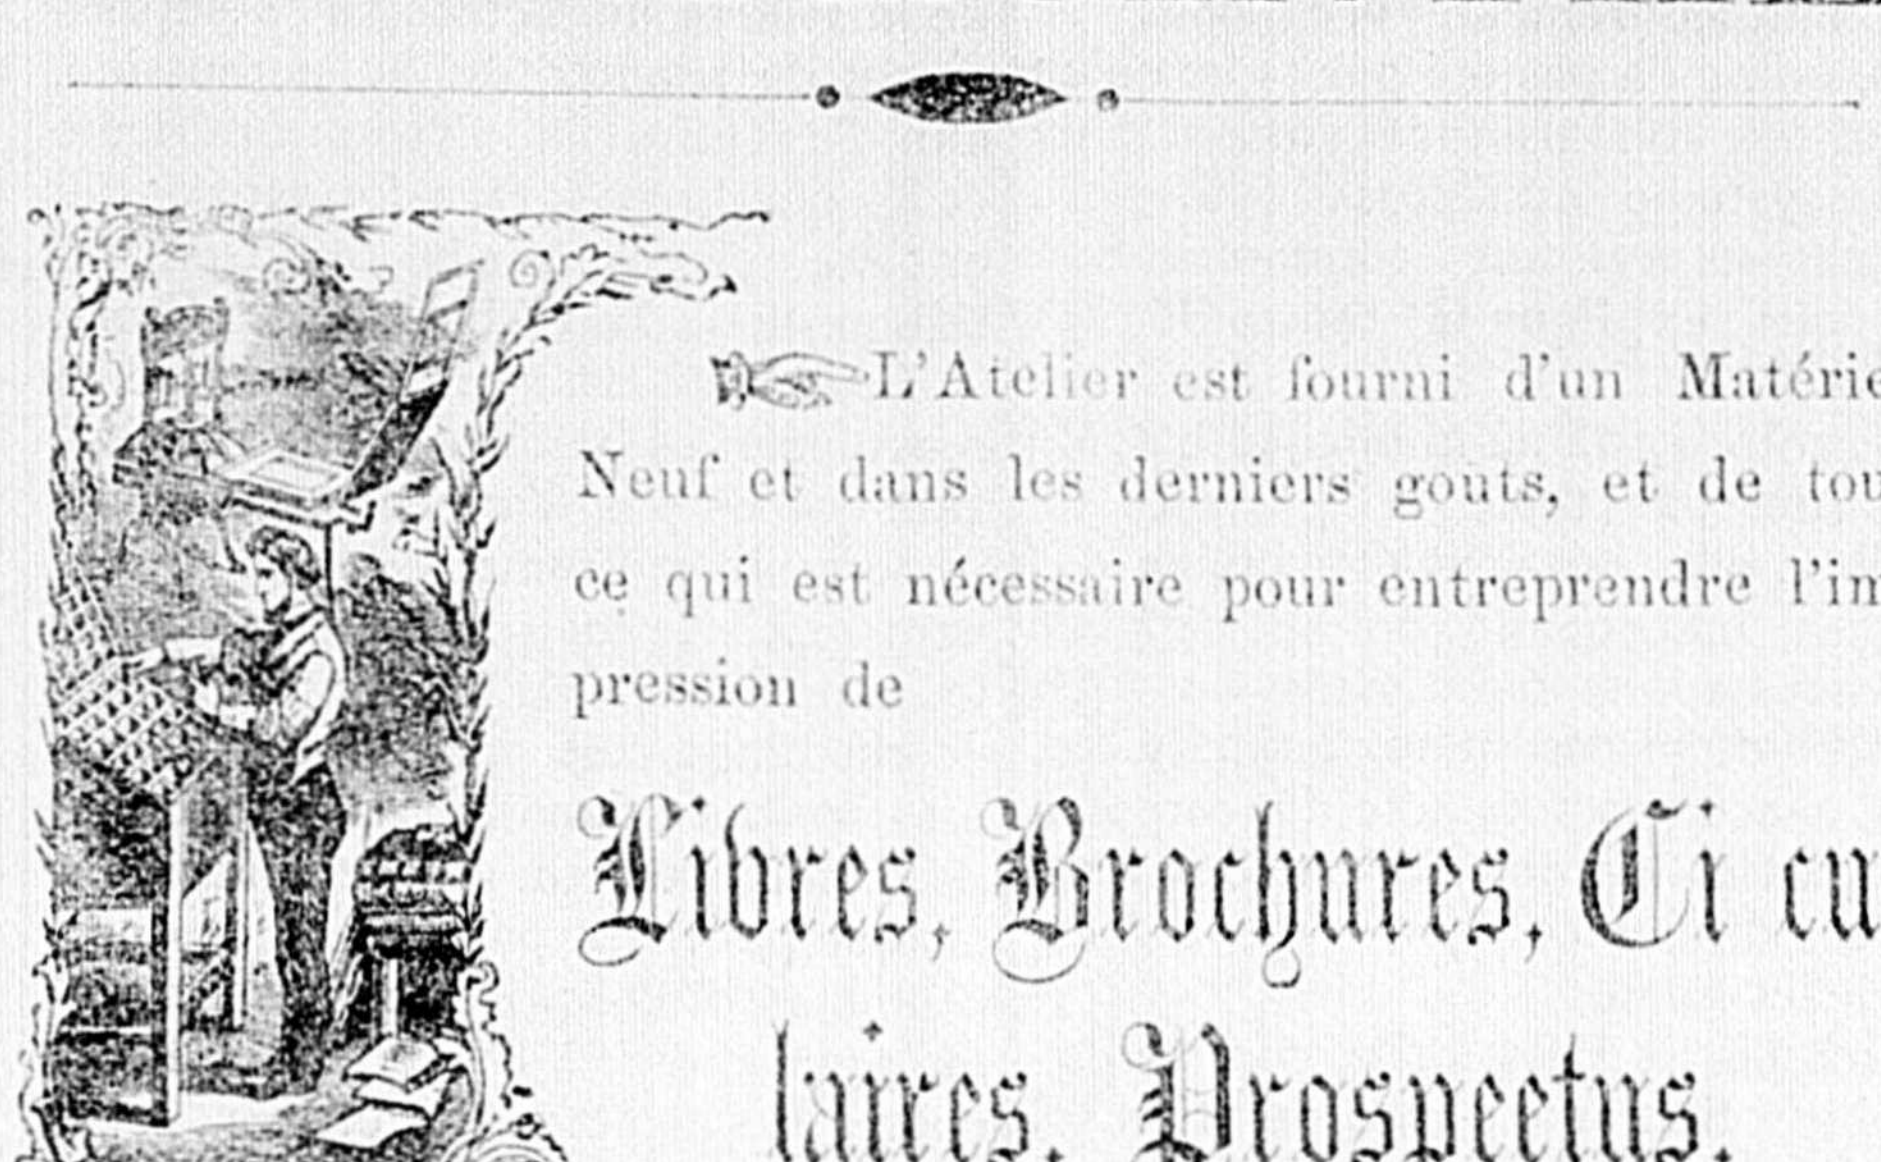 ☞ L'Atelier est fourni d'un Matérie
Neuf et dans les derniers gouts, et de tou
ce qui est nécessaire pour entreprendre l'im
pression de
Libres, Brochures, Ci cu
laires, Prospectus,